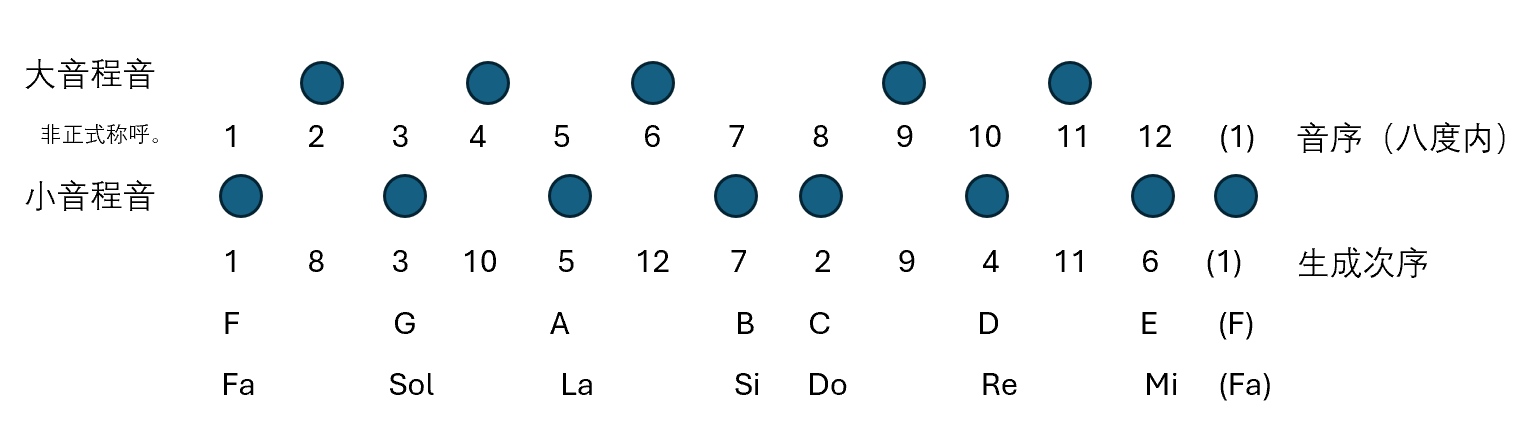 大音程音
非正式称呼。 1 2 3 4 5 6 7 8 9 10 11 12 (1) 音序（八度内）
小音程音
1 8 3 10 5 12 7 2 9 4 11 6 (1) 生成次序
F G A B C D E (F)
Fa Sol La Si Do Re Mi (Fa)